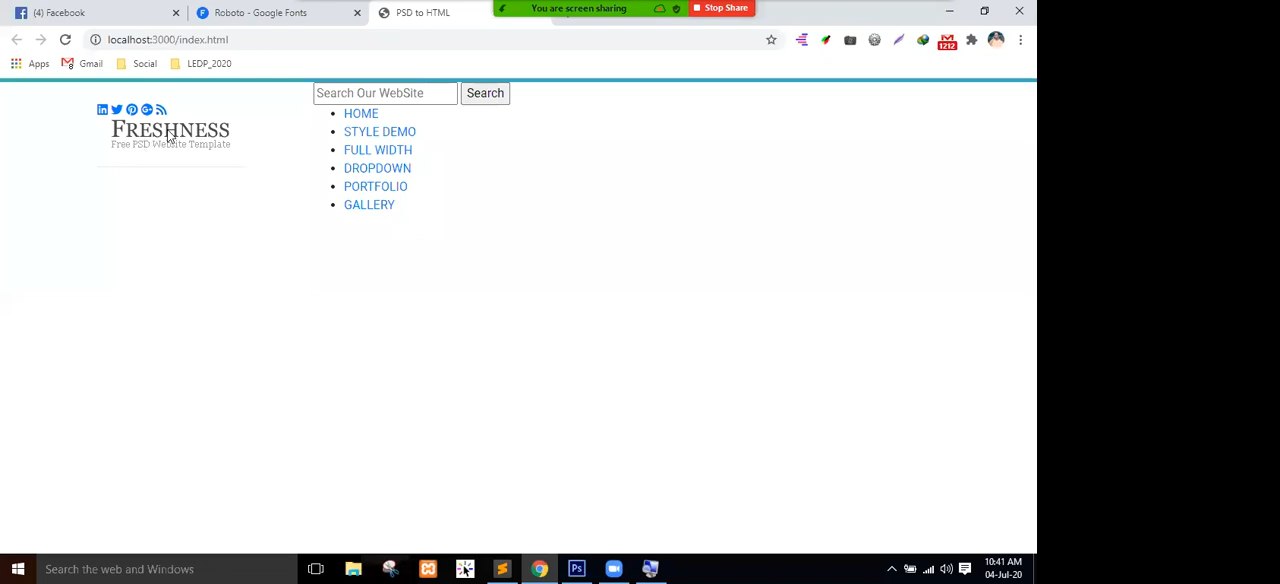 (4) Facebook
Roboto - Google Fonts
PSD to HTML
You are screen sharing
Stop Share
localhost:3000/index.html
1212
Apps
Gmail
Social
LEDP_2020
Search Our WebSite
Search
HOME
STYLE DEMO
FULL WIDTH
DROPDOWN
PORTFOLIO
GALLERY
FRESHNESS
Free PSD Website Template
Search the web and Windows
Ps
10:41 AM
04-Jul-20